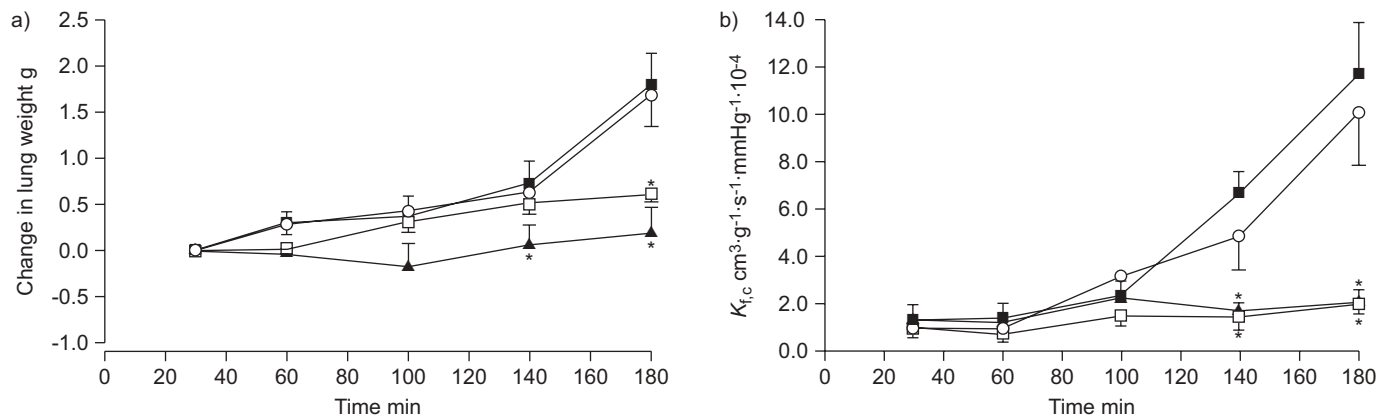 a)
2.5
2.0
1.5
1.0
0.5
0.0
-0.5
-1.0
Change in lung weight g
0 20 40 60 80 100 120 140 160 180
Time min
* * *
b)
14.0
12.0
10.0
8.0
6.0
4.0
2.0
0.0
Kf,c cm³·g⁻¹·s⁻¹·mmHg⁻¹·10⁻⁴
0 20 40 60 80 100 120 140 160 180
Time min
* * * *